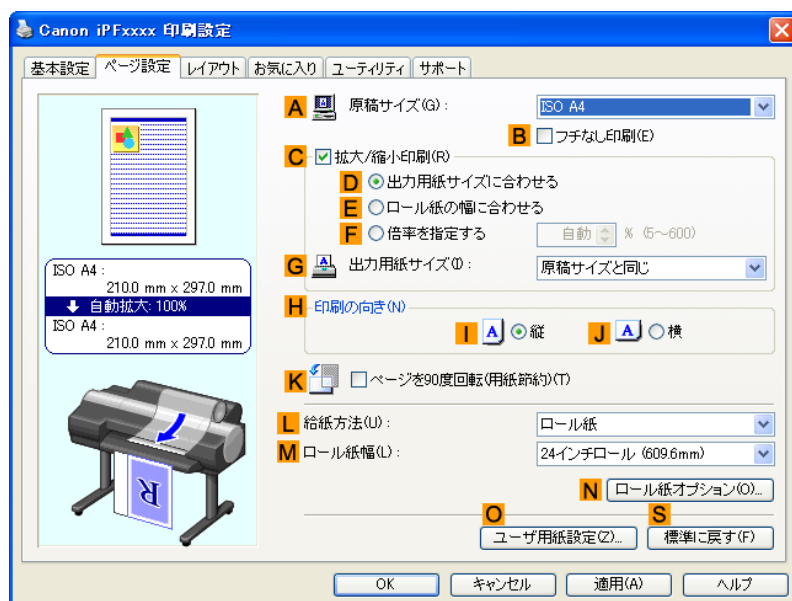 Canon iPFxxxx 印刷設定
基本設定 ページ設定 レイアウト お気に入り ユーティリティ サポート
A 原稿サイズ(G) : ISO A4
B フチなし印刷(E)
C 拡大/縮小印刷(R)
D 出力用紙サイズに合わせる
E ロール紙の幅に合わせる
F 倍率を指定する 自動 % (5～600)
G 出力用紙サイズ(I) : 原稿サイズと同じ
ISO A4 :
210.0 mm x 297.0 mm
自動拡大: 100%
ISO A4 :
210.0 mm x 297.0 mm
H 印刷の向き(N)
I A 縦 J A 横
K ページを90度回転(用紙節約)(T)
L 給紙方法(U) : ロール紙
M ロール紙幅(L) : 24インチロール (609.6mm)
R
N ロール紙オプション(O)...
O S
ユーザ用紙設定(Z)... 標準に戻す(F)
OK キャンセル 適用(A) ヘルプ